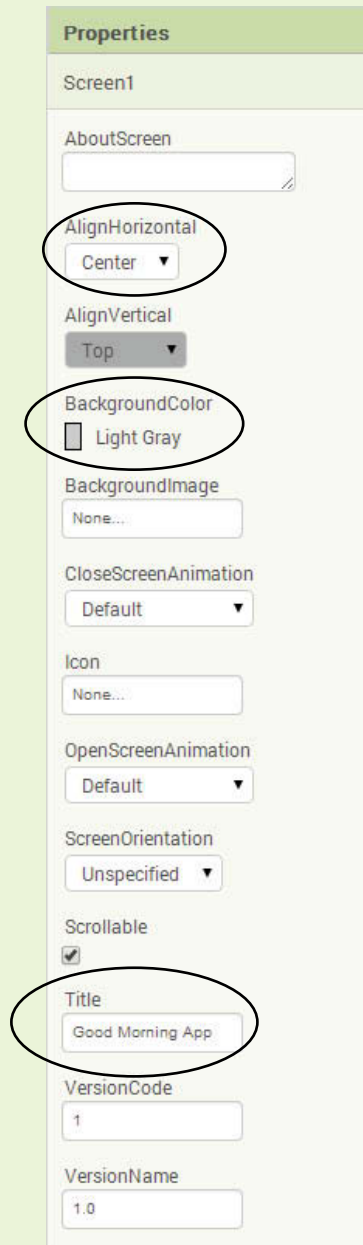 Properties
Screen1
AboutScreen
AlignHorizontal
Center
AlignVertical
Top
BackgroundColor
Light Gray
BackgroundImage
None...
CloseScreenAnimation
Default
Icon
None...
OpenScreenAnimation
Default
ScreenOrientation
Unspecified
Scrollable
Title
Good Morning App
VersionCode
1
VersionName
1.0